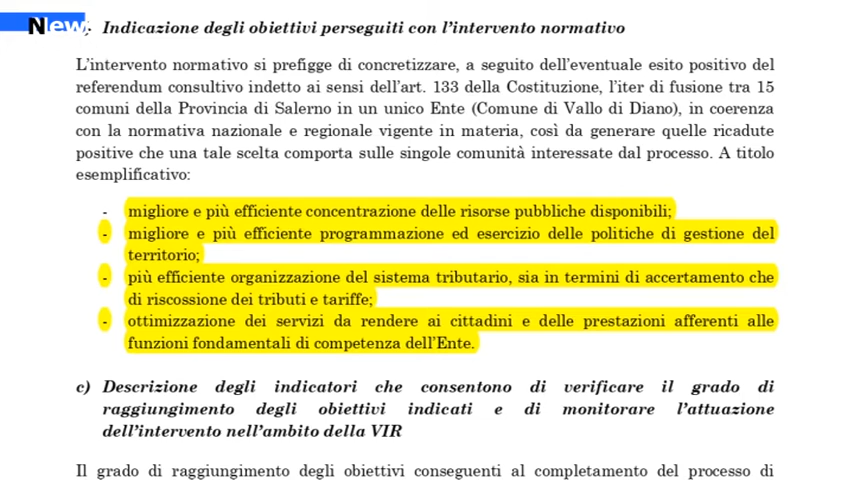 News
Indicazione degli obiettivi perseguiti con l'intervento normativo
L'intervento normativo si prefigge di concretizzare, a seguito dell'eventuale esito positivo del
referendum consultivo indetto ai sensi dell'art. 133 della Costituzione, l'iter di fusione tra 15
comuni della Provincia di Salerno in un unico Ente (Comune di Vallo di Diano), in coerenza
con la normativa nazionale e regionale vigente in materia, così da generare quelle ricadute
positive che una tale scelta comporta sulle singole comunità interessate dal processo. A titolo
esemplificativo:
- migliore e più efficiente concentrazione delle risorse pubbliche disponibili;
- migliore e più efficiente programmazione ed esercizio delle politiche di gestione del
territorio;
- più efficiente organizzazione del sistema tributario, sia in termini di accertamento che
di riscossione dei tributi e tariffe;
- ottimizzazione dei servizi da rendere ai cittadini e delle prestazioni afferenti alle
funzioni fondamentali di competenza dell'Ente.
c) Descrizione degli indicatori che consentono di verificare il grado di
raggiungimento degli obiettivi indicati e di monitorare l'attuazione
dell'intervento nell'ambito della VIR
Il grado di raggiungimento degli obiettivi conseguenti al completamento del processo di